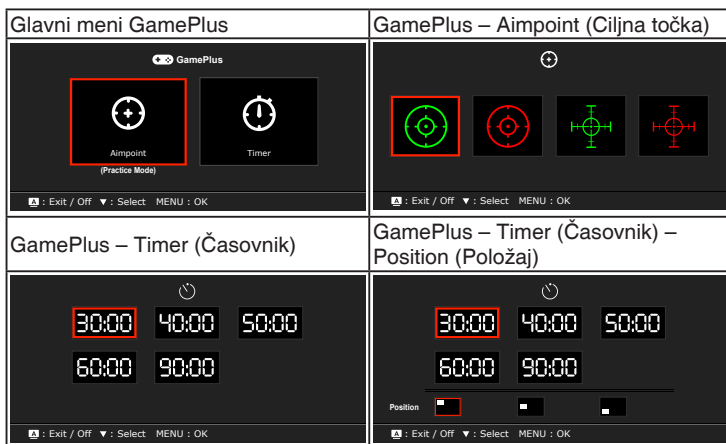 Glavni meni GamePlus
GamePlus – Aimpoint (Ciljna točka)
GamePlus
Aimpoint
Timer
(Practice Mode)
A : Exit / Off ▼ : Select MENU : OK
A : Exit / Off ▼ : Select MENU : OK
GamePlus – Timer (Časovnik)
GamePlus – Timer (Časovnik) –
Position (Položaj)
30:00 40:00 50:00
60:00 90:00
A : Exit / Off ▼ : Select MENU : OK
30:00 40:00 50:00
60:00 90:00
Position
A : Exit / Off ▼ : Select MENU : OK